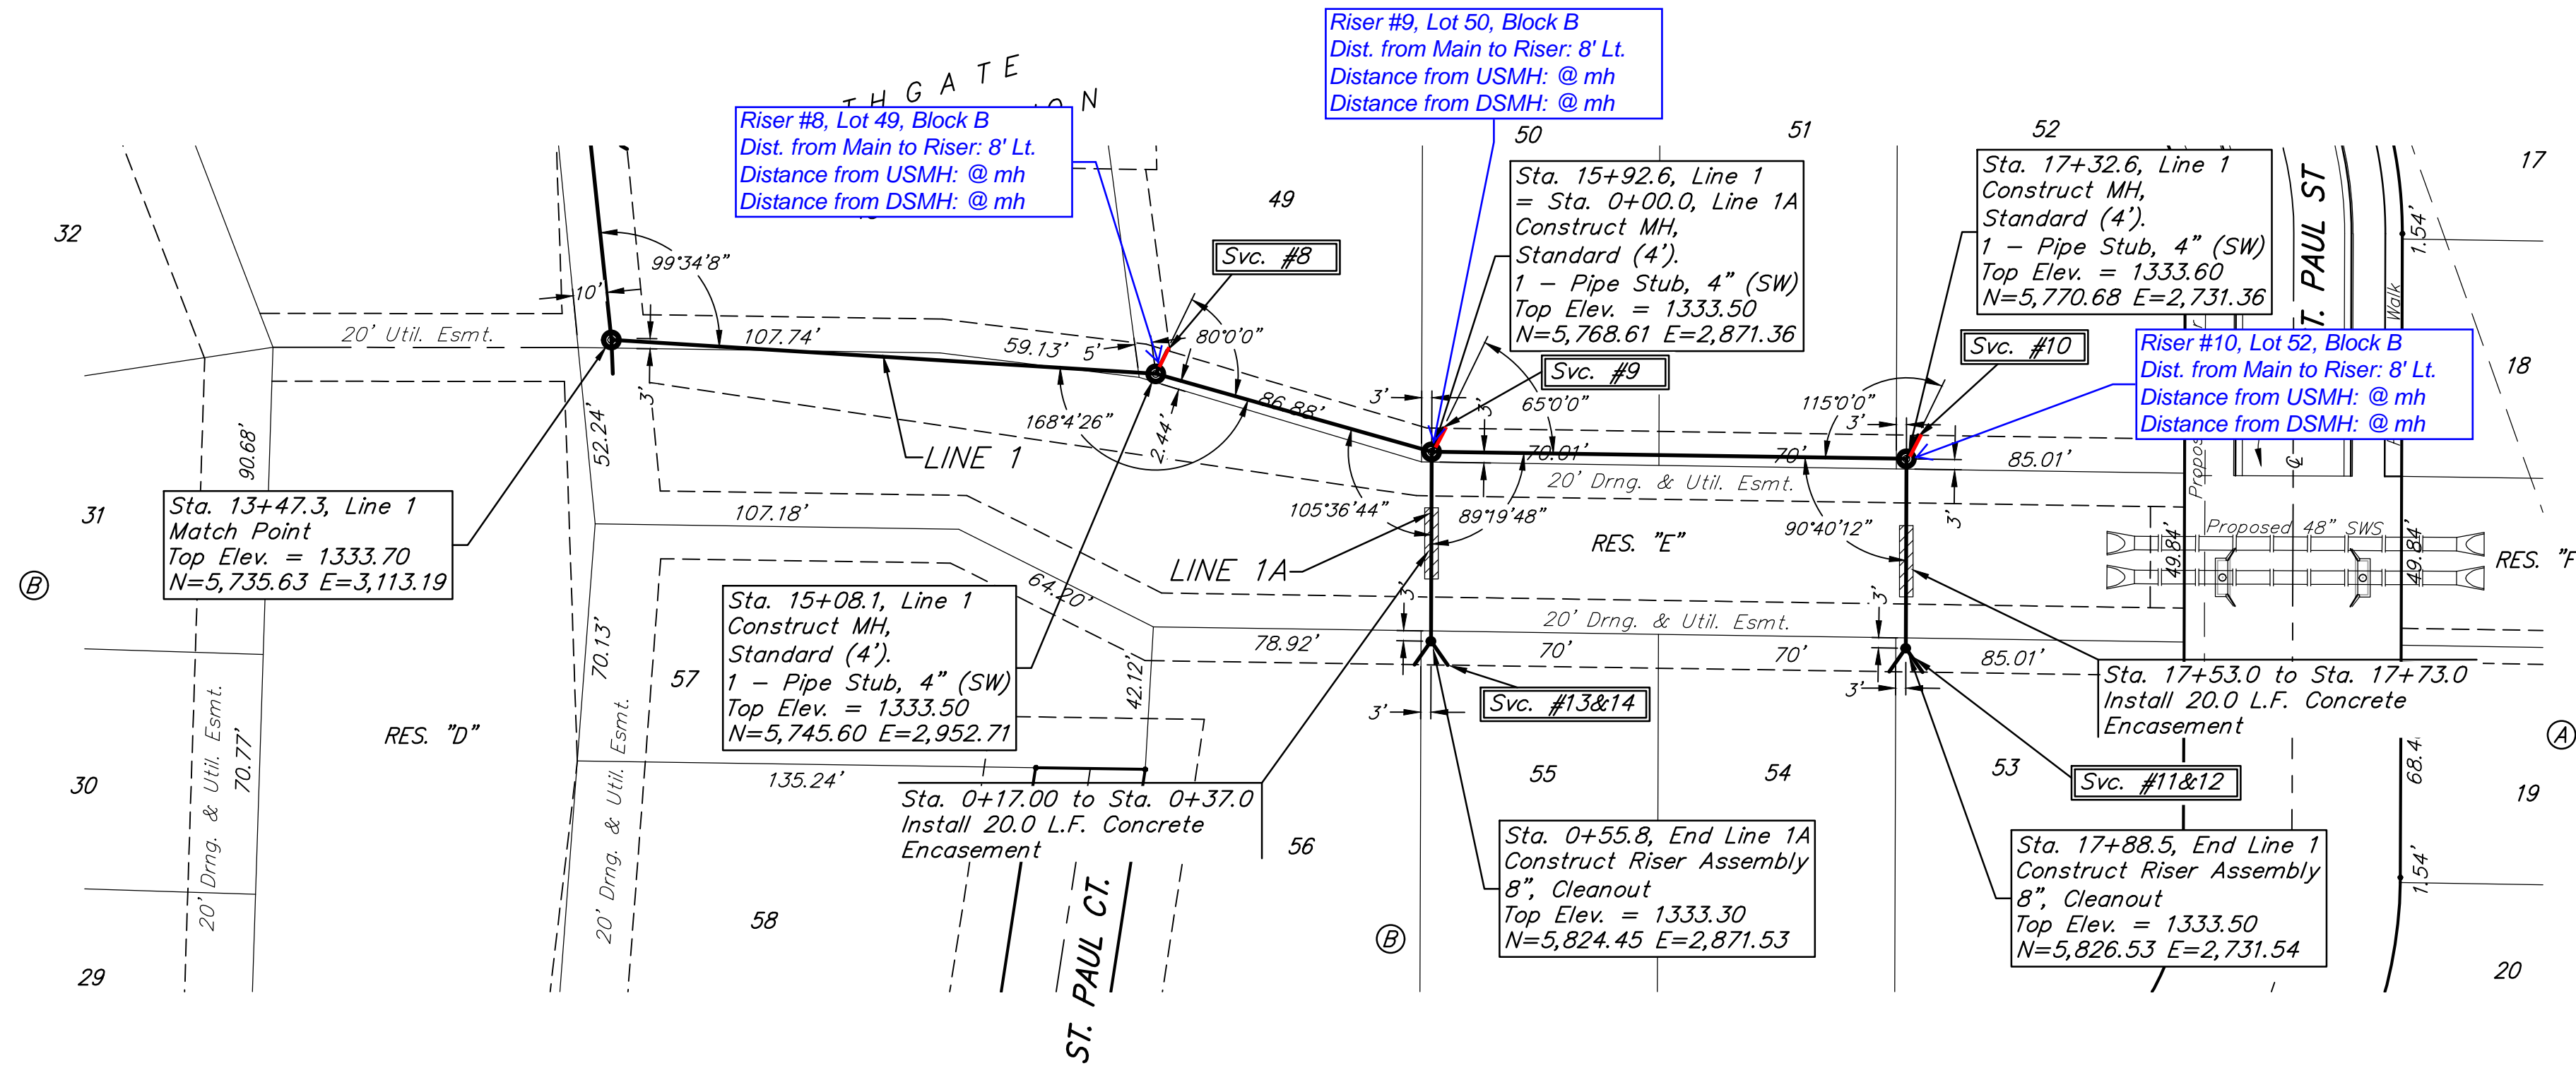 Riser #9, Lot 50, Block B
Dist. from Main to Riser: 8' Lt.
Distance from USMH: @ mh
Distance from DSMH: @ mh
T H G A T E
O N
Riser #8, Lot 49, Block B
Dist. from Main to Riser: 8' Lt.
Distance from USMH: @ mh
Distance from DSMH: @ mh
50
51
52
17
49
32
Sta. 15+92.6, Line 1
= Sta. 0+00.0, Line 1A
Construct MH,
Standard (4').
1 - Pipe Stub, 4" (SW)
Top Elev. = 1333.50
N=5,768.61 E=2,871.36
Sta. 17+32.6, Line 1
Construct MH,
Standard (4').
1 - Pipe Stub, 4" (SW)
Top Elev. = 1333.60
N=5,770.68 E=2,731.36
T. PAUL ST
1.54'
Walk
Svc. #8
99°34'8"
10'
20' Util. Esmt.
107.74'
59.13'
5'
80°0'0"
Svc. #9
Svc. #10
Riser #10, Lot 52, Block B
Dist. from Main to Riser: 8' Lt.
Distance from USMH: @ mh
Distance from DSMH: @ mh
18
3'
3'
3'
65°0'0"
115°0'0"
3'
86.88'
168°4'26"
2.44'
LINE 1
52.24'
90.68'
70.01'
70'
85.01'
Propos
℄
20' Drng. & Util. Esmt.
31
Sta. 13+47.3, Line 1
Match Point
Top Elev. = 1333.70
N=5,735.63 E=3,113.19
107.18'
105°36'44"
89°19'48"
90°40'12"
3'
RES. "E"
Proposed 48" SWS
49.84'
49.84'
RES. "F
B
LINE 1A
64.20'
3'
3'
20' Drng. & Util. Esmt.
Sta. 15+08.1, Line 1
Construct MH,
Standard (4').
1 - Pipe Stub, 4" (SW)
Top Elev. = 1333.50
N=5,745.60 E=2,952.71
70.13'
57
42.12'
78.92'
70'
70'
85.01'
3'
3'
Svc. #13&14
Sta. 17+53.0 to Sta. 17+73.0
Install 20.0 L.F. Concrete
Encasement
20' Drng. & Util. Esmt.
70.77'
RES. "D"
20' Drng. & Util. Esmt.
A
68.4
30
135.24'
55
54
53
Svc. #11&12
19
Sta. 0+17.00 to Sta. 0+37.0
Install 20.0 L.F. Concrete
Encasement
56
Sta. 0+55.8, End Line 1A
Construct Riser Assembly
8", Cleanout
Top Elev. = 1333.30
N=5,824.45 E=2,871.53
Sta. 17+88.5, End Line 1
Construct Riser Assembly
8", Cleanout
Top Elev. = 1333.50
N=5,826.53 E=2,731.54
1.54'
58
B
29
20
ST. PAUL CT.